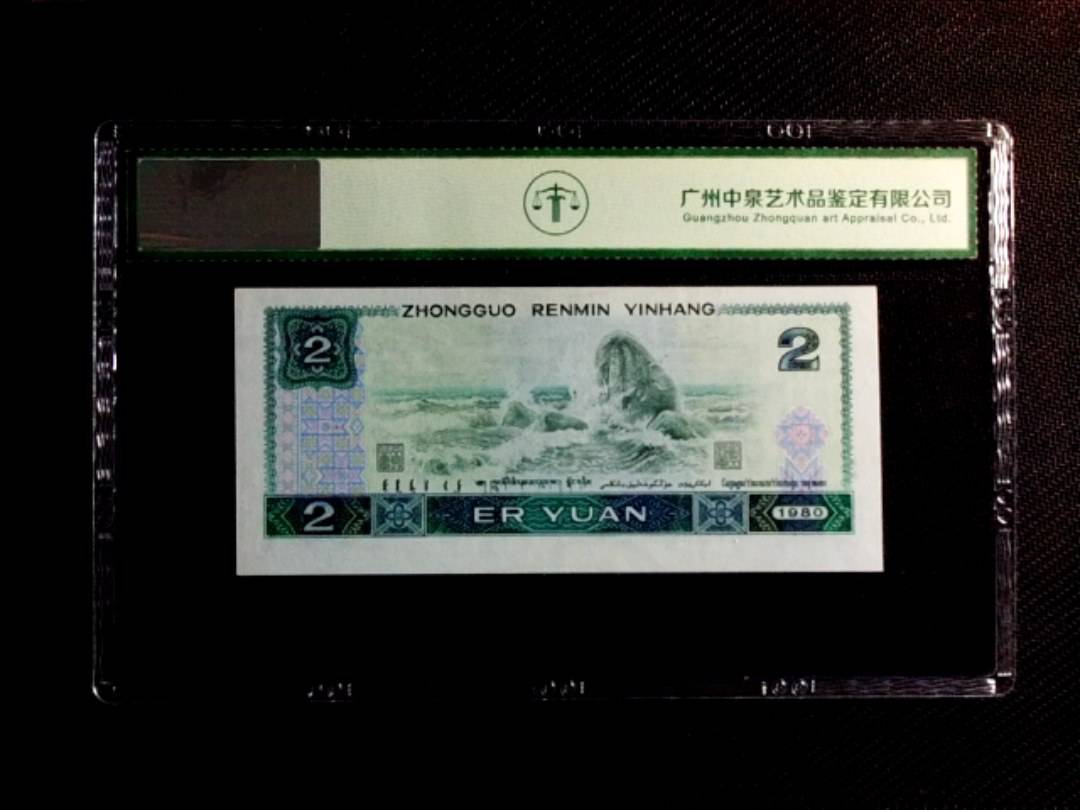 广州中泉艺术品鉴定有限公司
Guangzhou Zhongquan art Appraisal Co., Ltd.
ZHONGGUO RENMIN YINHANG
2
2
2
ER YUAN
1980